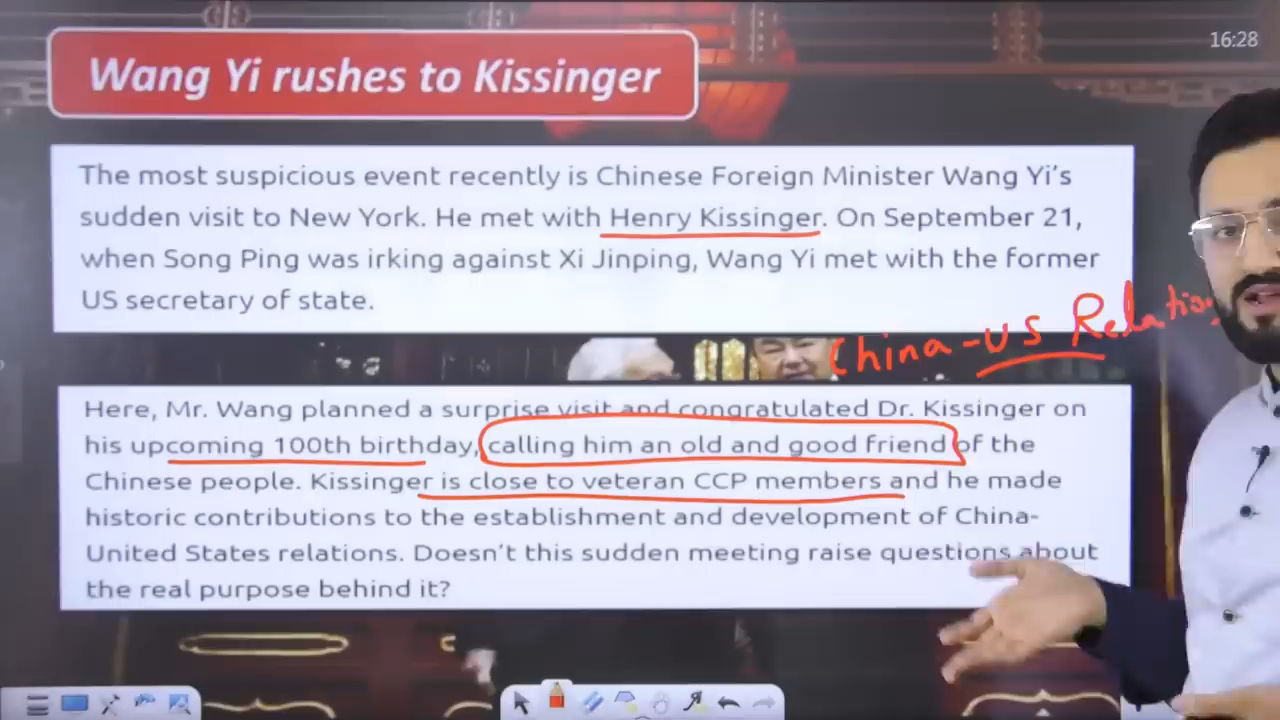 16:28
Wang Yi rushes to Kissinger
The most suspicious event recently is Chinese Foreign Minister Wang Yi's
sudden visit to New York. He met with Henry Kissinger. On September 21,
when Song Ping was irking against Xi Jinping, Wang Yi met with the former
US secretary of state.
China-US Relation
Here, Mr. Wang planned a surprise visit and congratulated Dr. Kissinger on
his upcoming 100th birthday, calling him an old and good friend of the
Chinese people. Kissinger is close to veteran CCP members and he made
historic contributions to the establishment and development of China-
United States relations. Doesn't this sudden meeting raise questions about
the real purpose behind it?